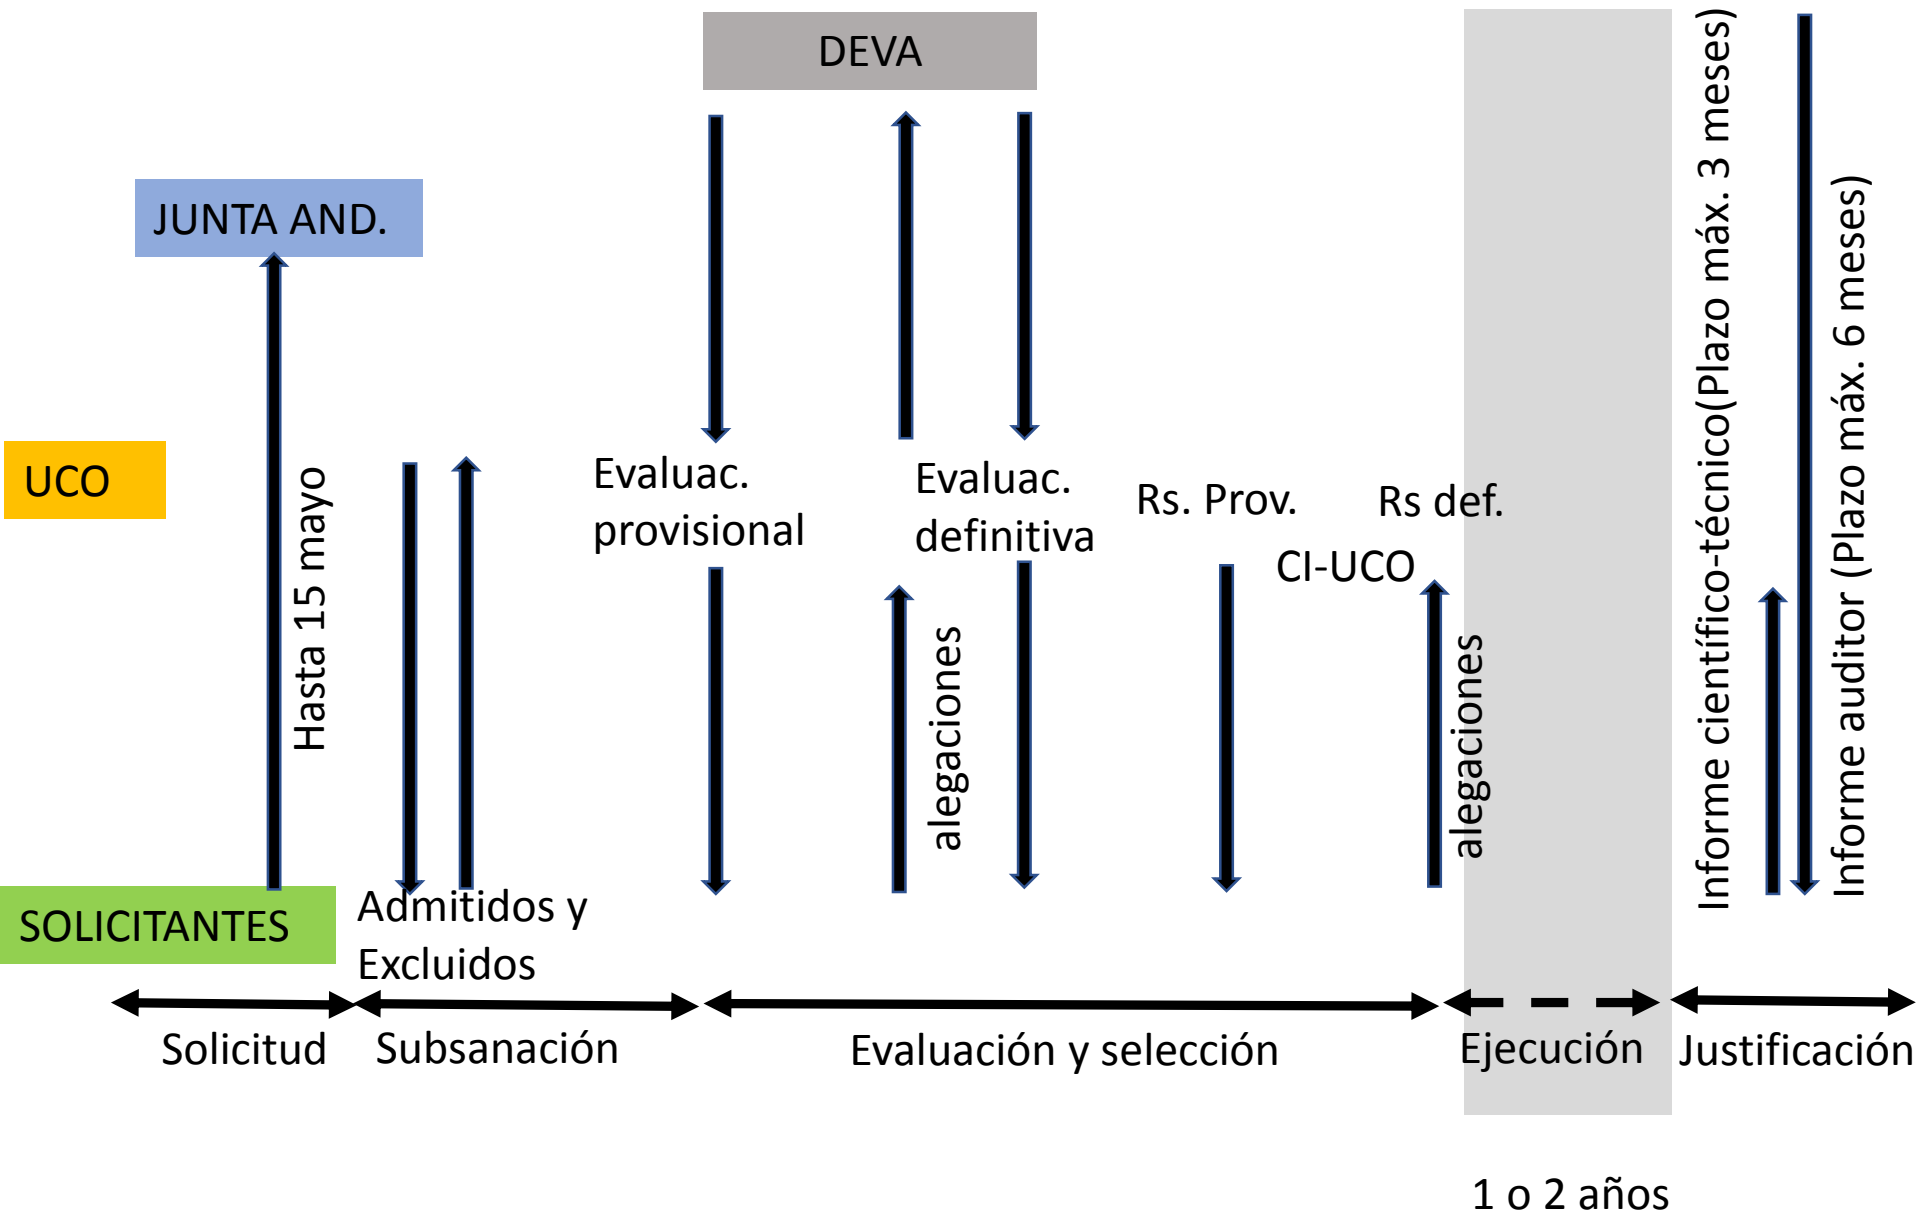 DEVA
JUNTA AND.
UCO
SOLICITANTES
Hasta 15 mayo
Admitidos y
Excluidos
Evaluac.
provisional
alegaciones
Evaluac.
definitiva
Rs. Prov.
CI-UCO
Rs def.
alegaciones
Informe científico-técnico(Plazo máx. 3 meses)
Informe auditor (Plazo máx. 6 meses)
Solicitud
Subsanación
Evaluación y selección
Ejecución
Justificación
1 o 2 años